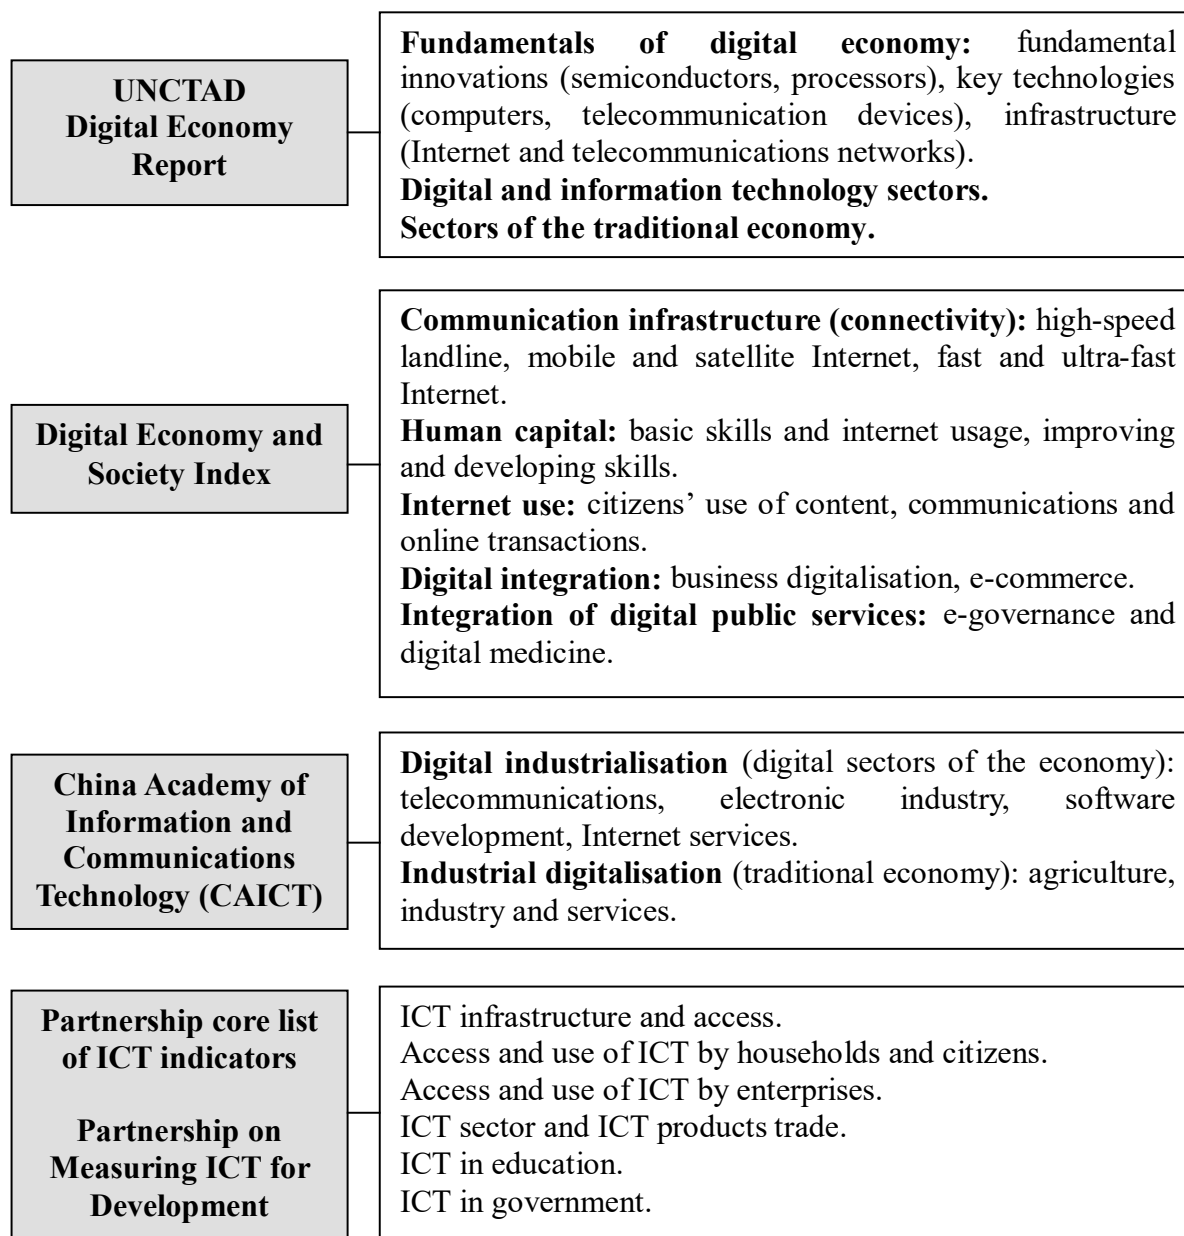 UNCTAD
Digital Economy
Report
Fundamentals of digital economy: fundamental
innovations (semiconductors, processors), key technologies
(computers, telecommunication devices), infrastructure
(Internet and telecommunications networks).
Digital and information technology sectors.
Sectors of the traditional economy.
Digital Economy and
Society Index
Communication infrastructure (connectivity): high-speed
landline, mobile and satellite Internet, fast and ultra-fast
Internet.
Human capital: basic skills and internet usage, improving
and developing skills.
Internet use: citizens’ use of content, communications and
online transactions.
Digital integration: business digitalisation, e-commerce.
Integration of digital public services: e-governance and
digital medicine.
China Academy of
Information and
Communications
Technology (CAICT)
Digital industrialisation (digital sectors of the economy):
telecommunications, electronic industry, software
development, Internet services.
Industrial digitalisation (traditional economy): agriculture,
industry and services.
Partnership core list
of ICT indicators
Partnership on
Measuring ICT for
Development
ICT infrastructure and access.
Access and use of ICT by households and citizens.
Access and use of ICT by enterprises.
ICT sector and ICT products trade.
ICT in education.
ICT in government.